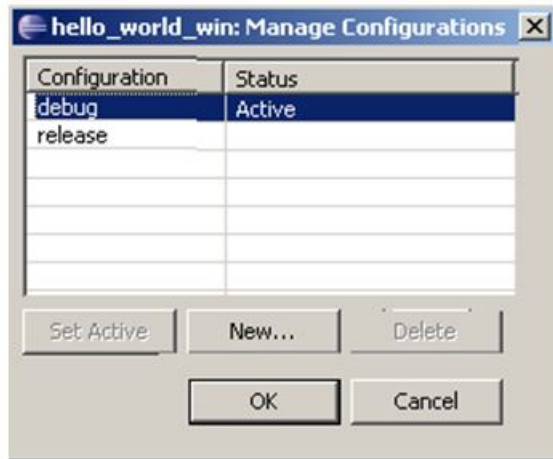 hello_world_win: Manage Configurations
Configuration Status
debug Active
release
Set Active New... Delete
OK Cancel